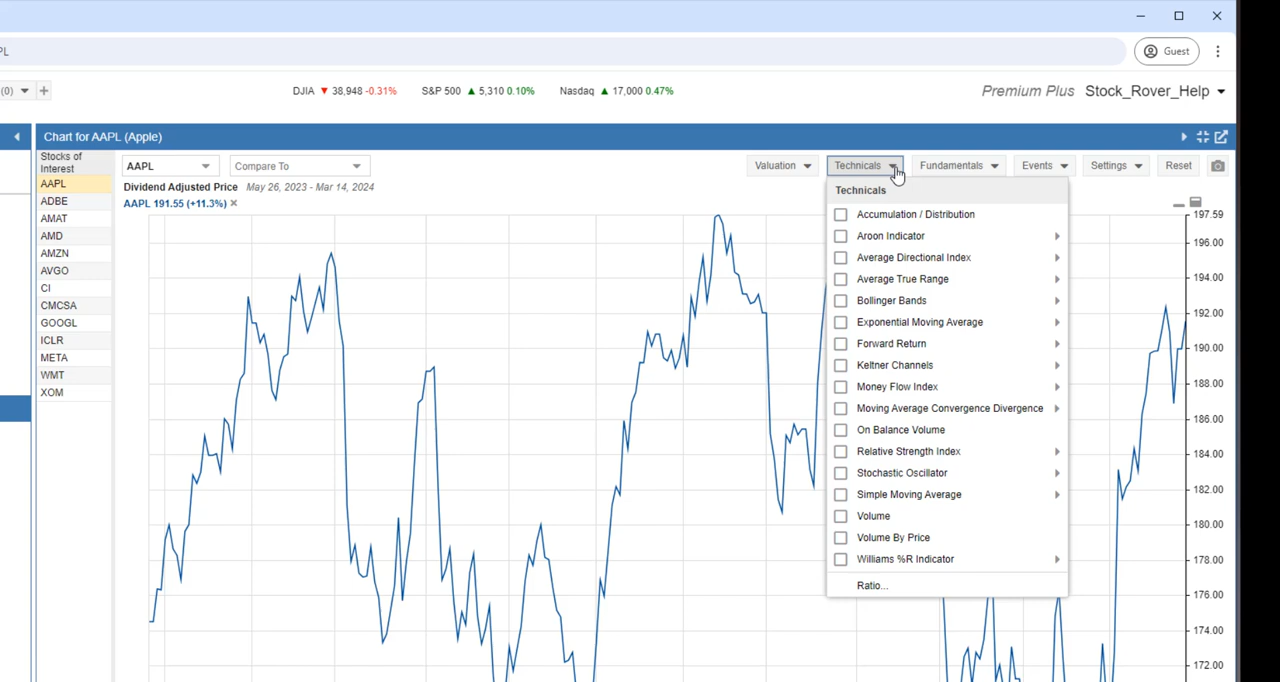 PL
Guest
(0)
DJIA ▼ 38,948 -0.31% S&P 500 ▲ 5,310 0.10% Nasdaq ▲ 17,000 0.47%
Premium Plus Stock_Rover_Help
Chart for AAPL (Apple)
Stocks of
Interest
AAPL
ADBE
AMAT
AMD
AMZN
AVGO
CI
CMCSA
GOOGL
ICLR
META
WMT
XOM
AAPL
Compare To
Valuation
Technicals
Fundamentals
Events
Settings
Reset
Dividend Adjusted Price May 26, 2023 - Mar 14, 2024
AAPL 191.55 (+11.3%)
Technicals
Accumulation / Distribution
Aroon Indicator
Average Directional Index
Average True Range
Bollinger Bands
Exponential Moving Average
Forward Return
Keltner Channels
Money Flow Index
Moving Average Convergence Divergence
On Balance Volume
Relative Strength Index
Stochastic Oscillator
Simple Moving Average
Volume
Volume By Price
Williams %R Indicator
Ratio...
197.59
196.00
194.00
192.00
190.00
188.00
186.00
184.00
182.00
180.00
178.00
176.00
174.00
172.00